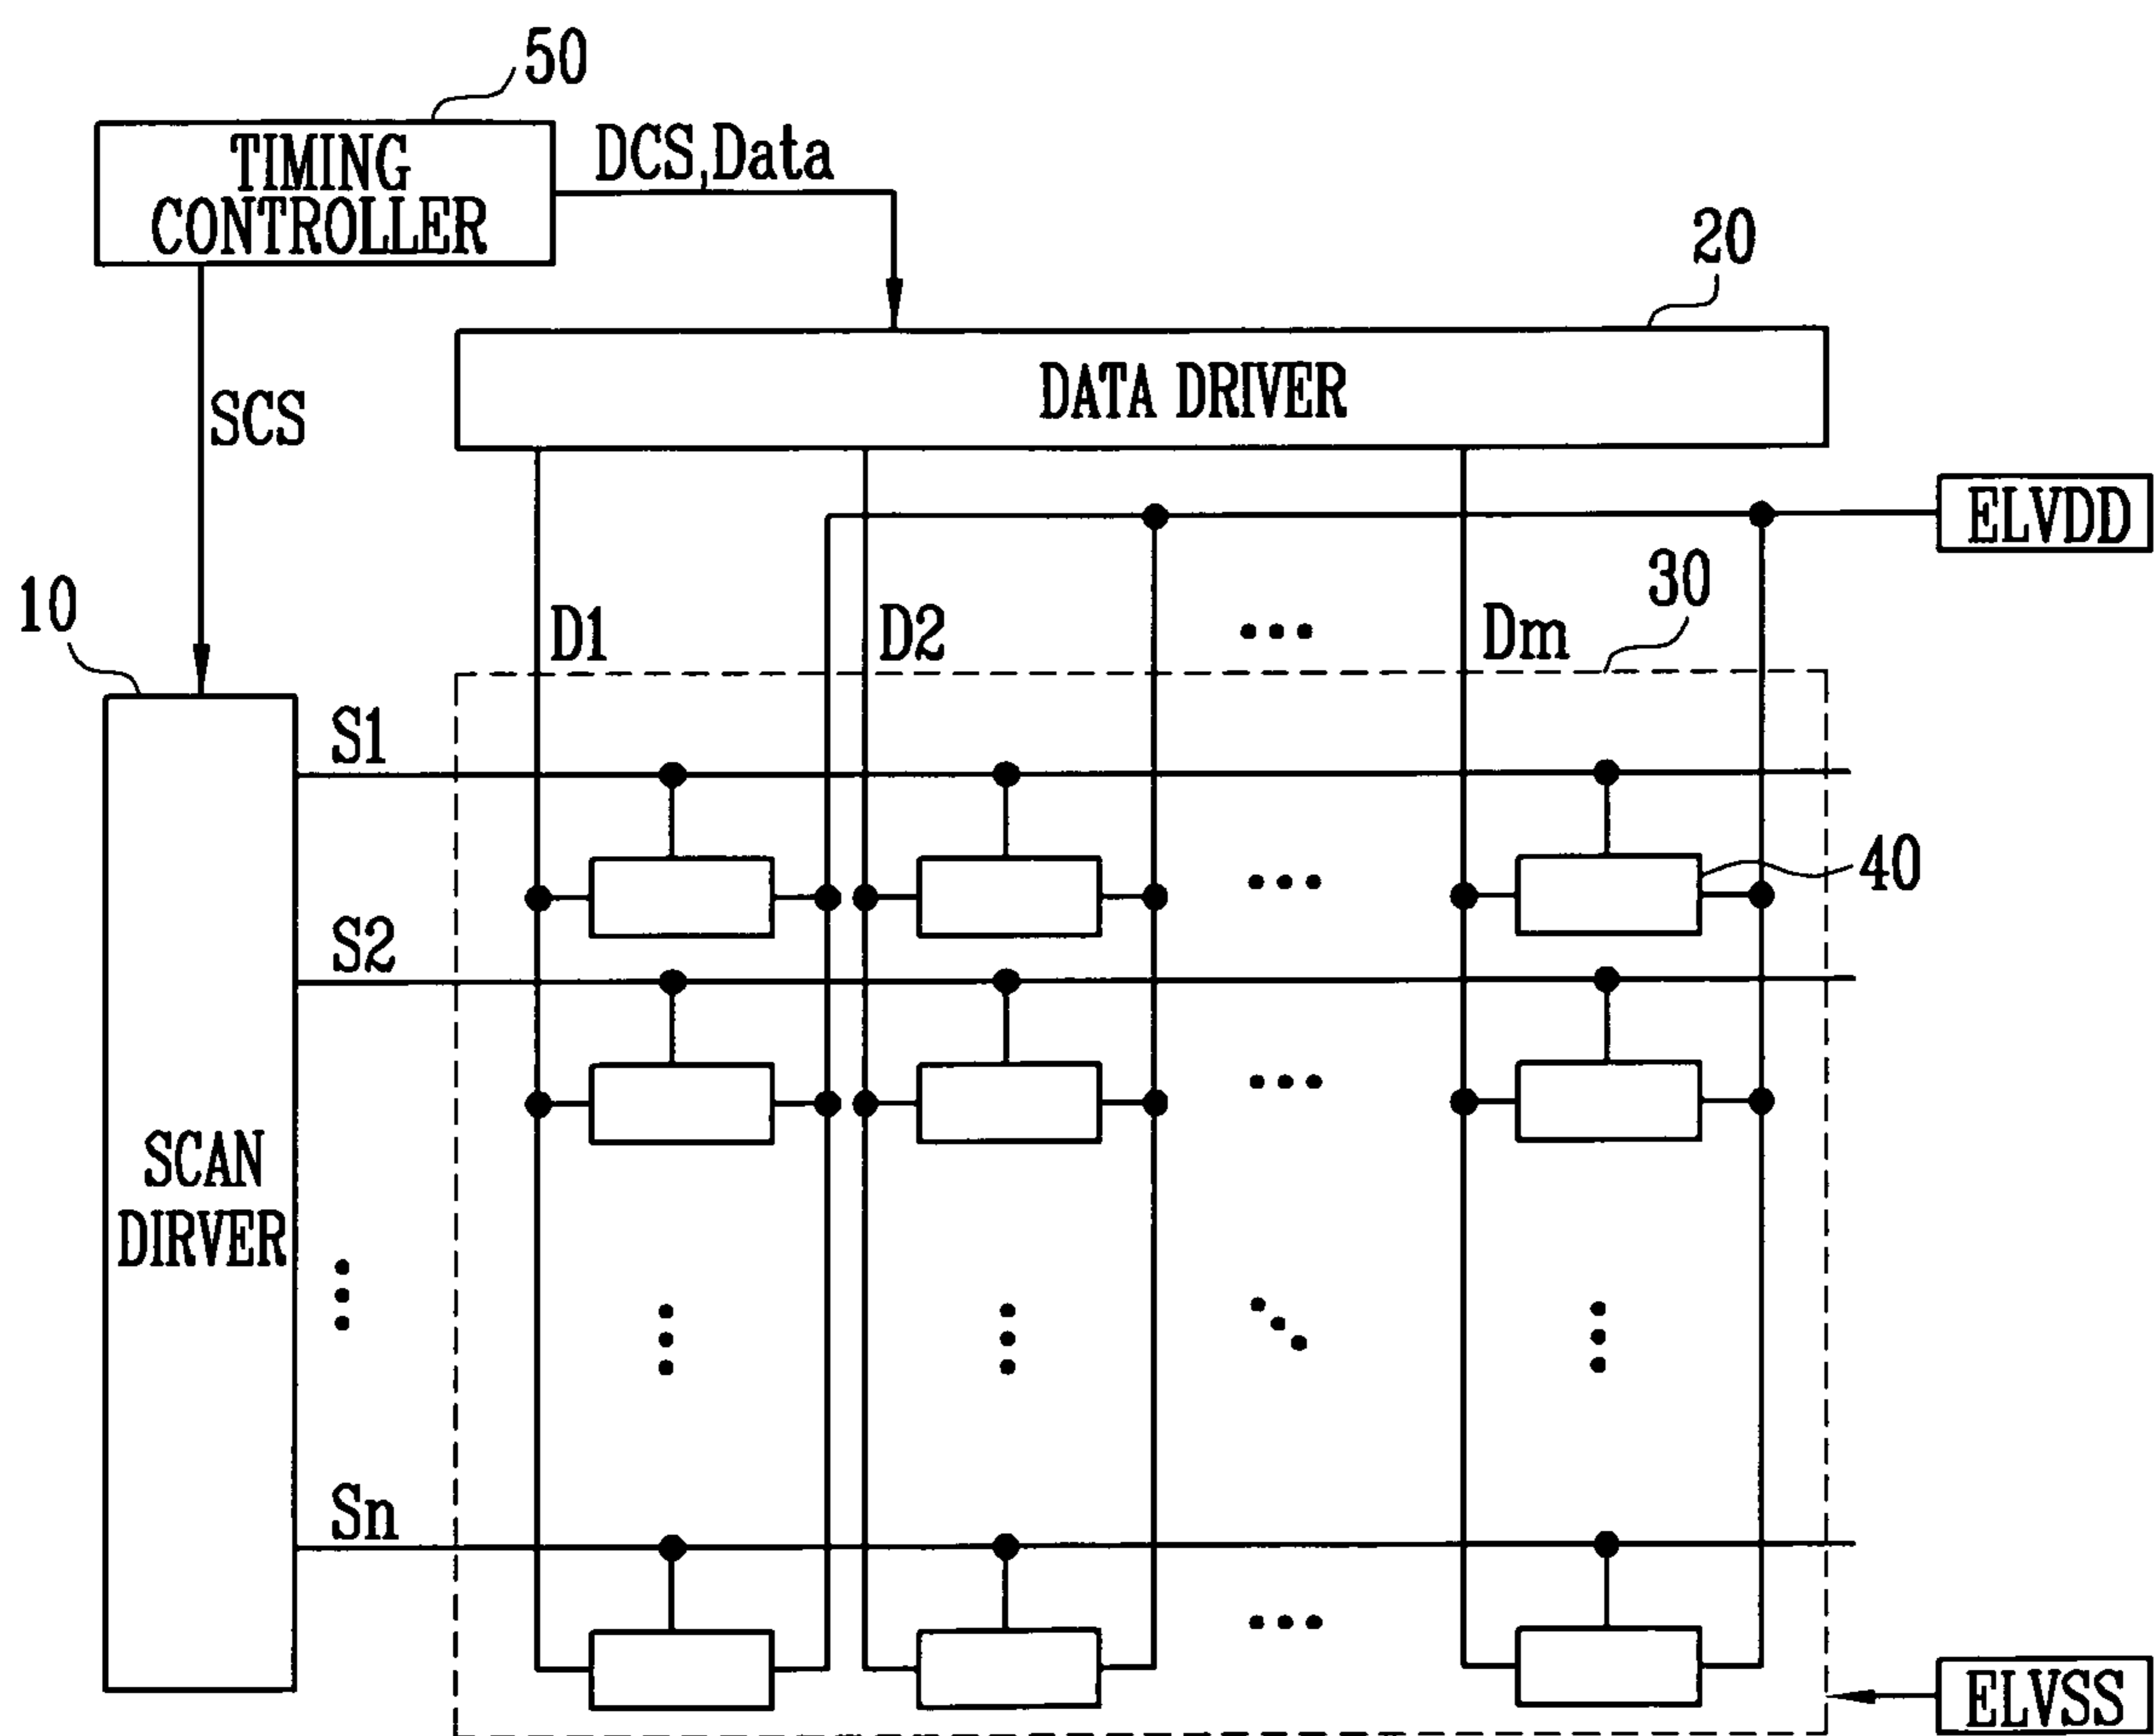 50
TIMING
CONTROLLER
DCS,Data
20
DATA DRIVER
SCS
ELVDD
30
10
D1
D2
Dm
S1
40
S2
SCAN
DIRVER
Sn
ELVSS